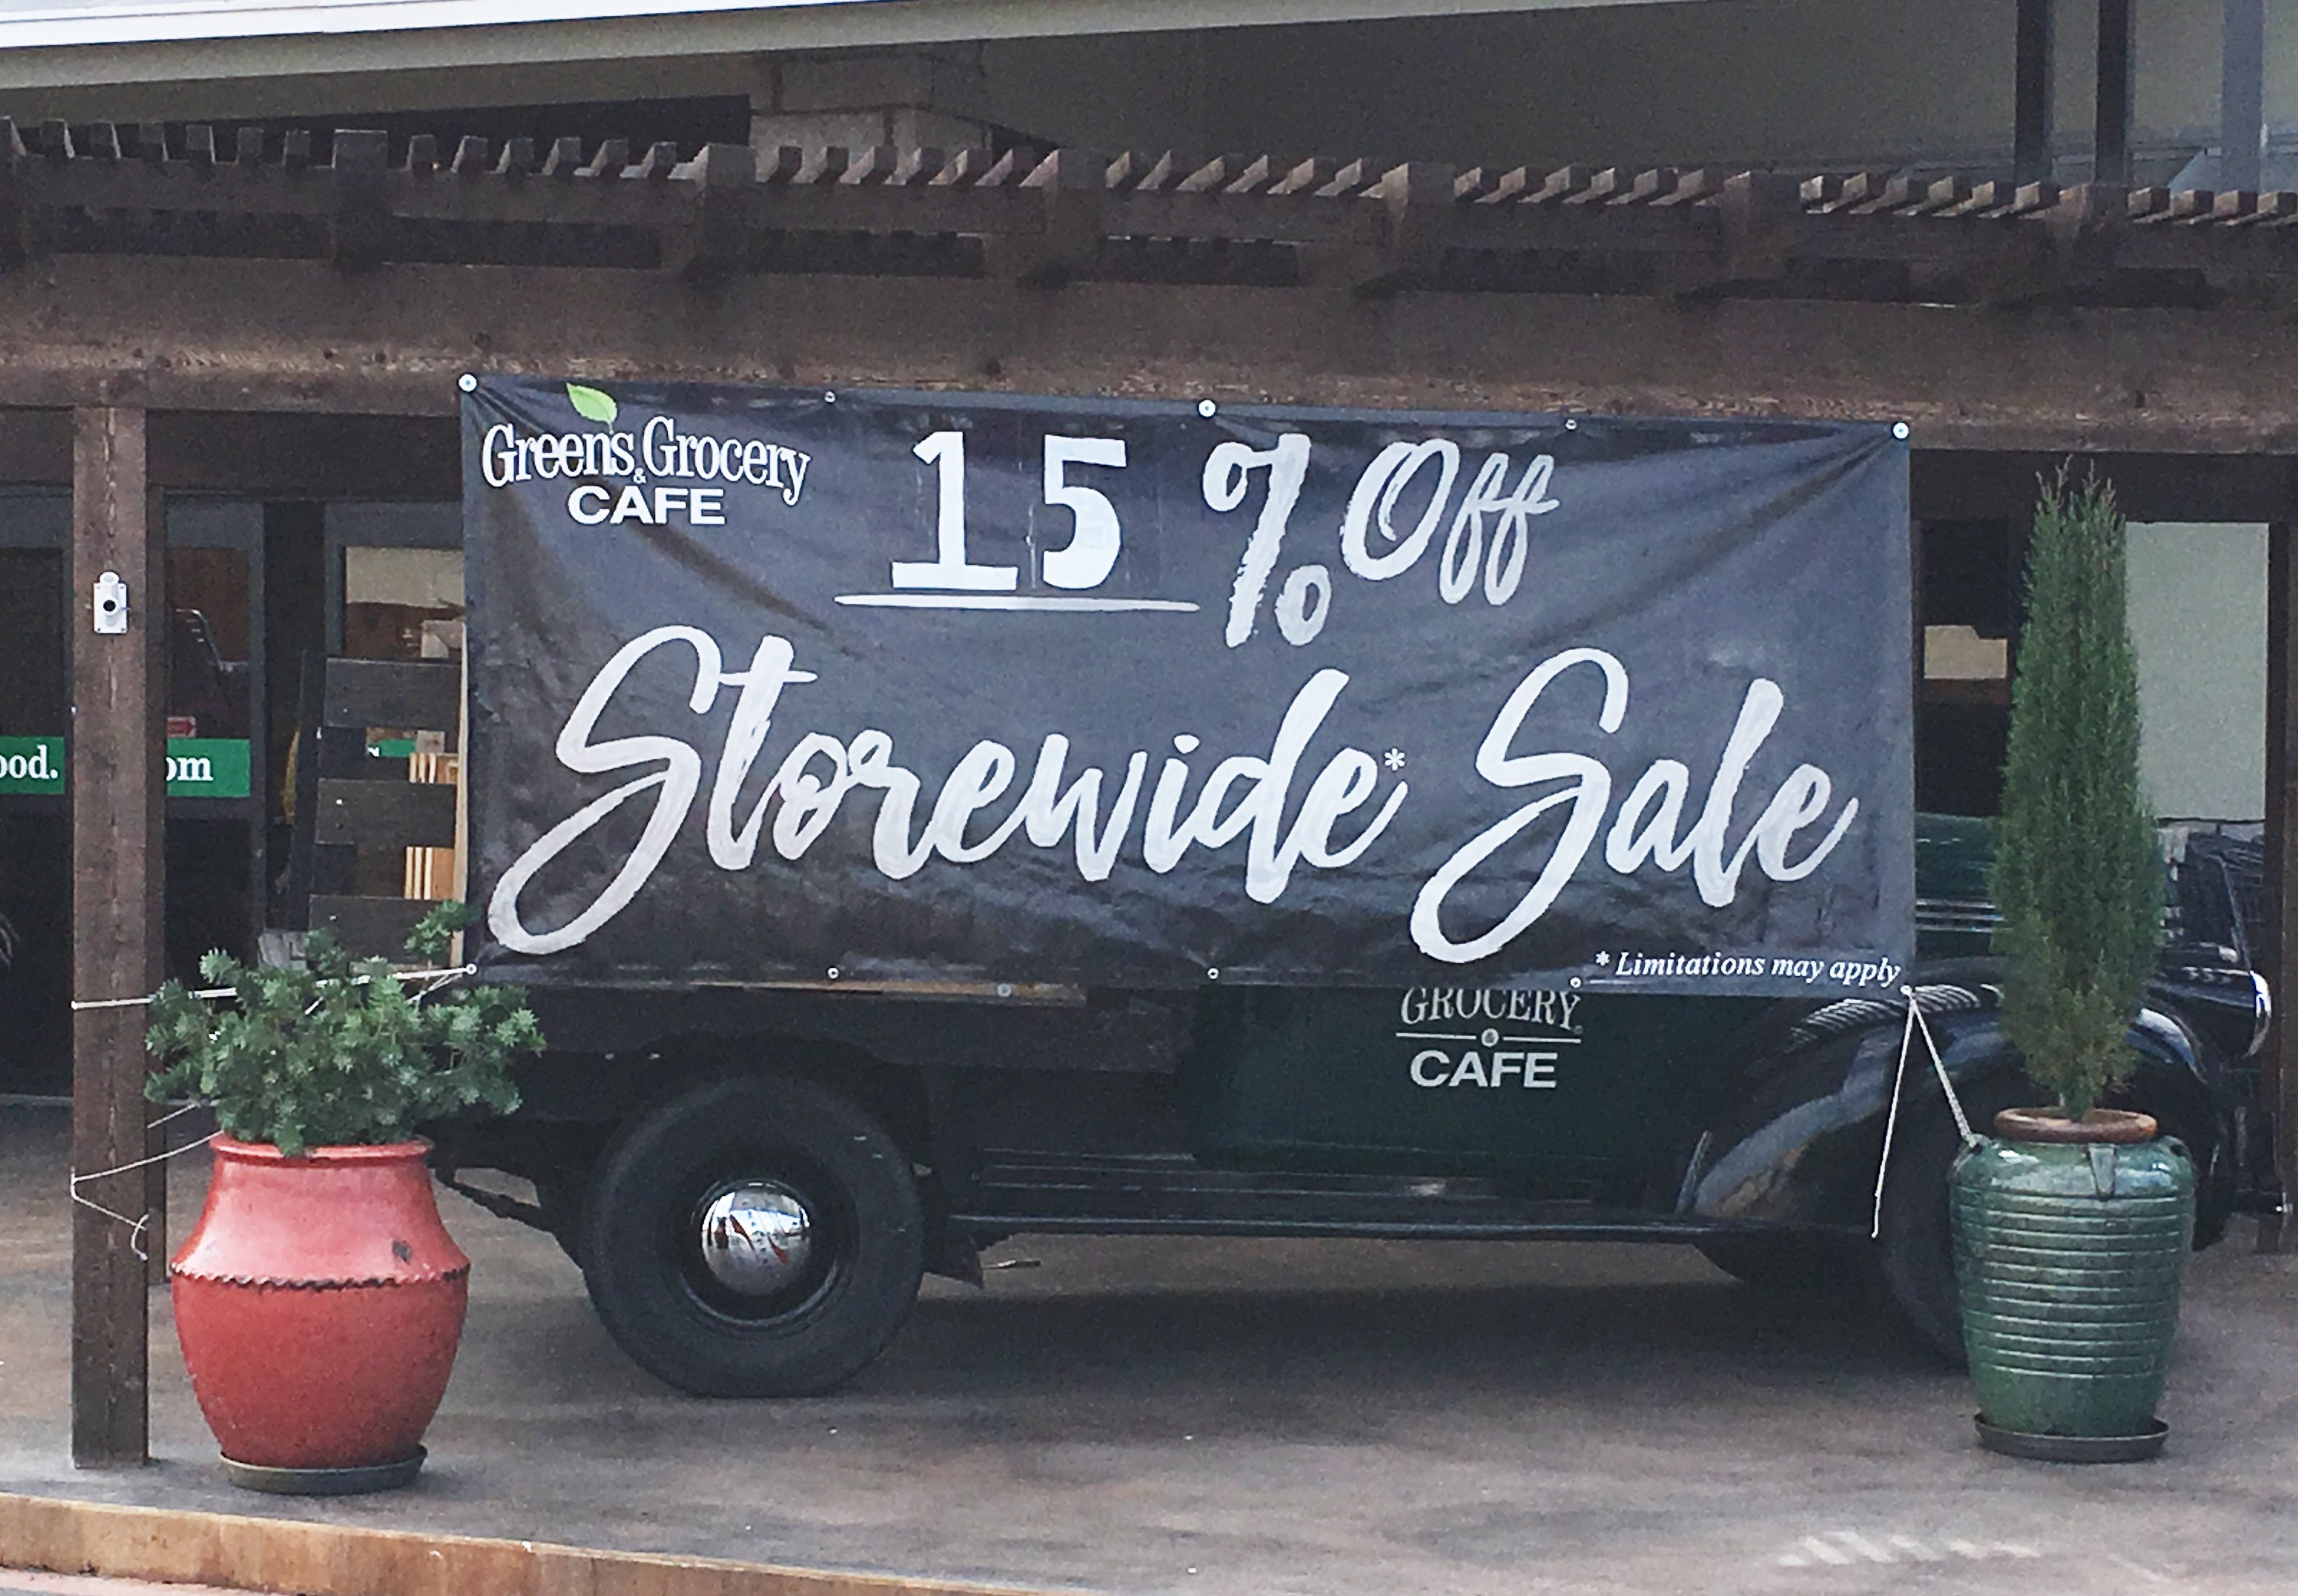 Greens Grocery
&
CAFE
15 % Off
Storewide* Sale
* Limitations may apply
GROCERY
&
CAFE